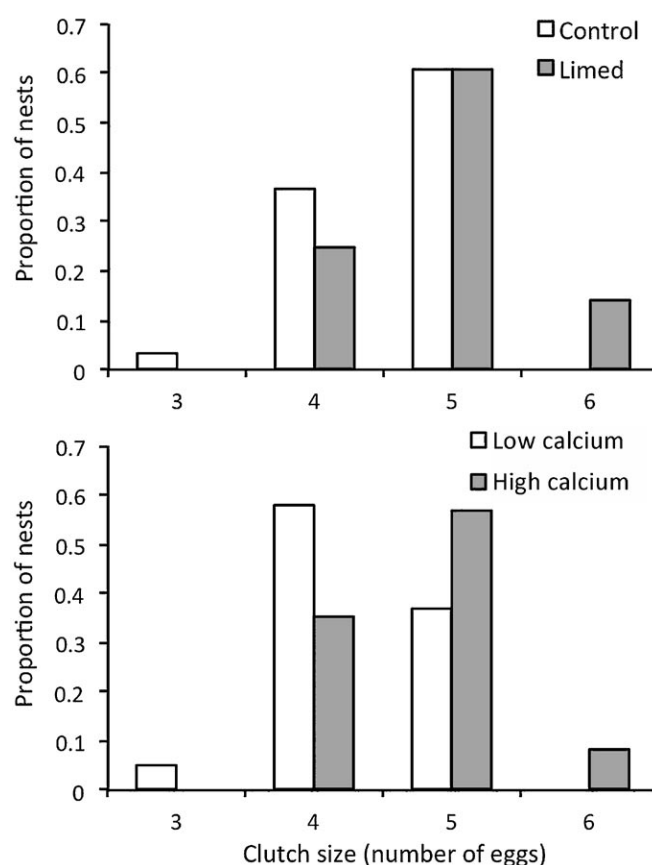 Proportion of nests
0.7
0.6
0.5
0.4
0.3
0.2
0.1
0
Control
Limed
3 4 5 6
Proportion of nests
0.7
0.6
0.5
0.4
0.3
0.2
0.1
0
Low calcium
High calcium
3 4 5 6
Clutch size (number of eggs)